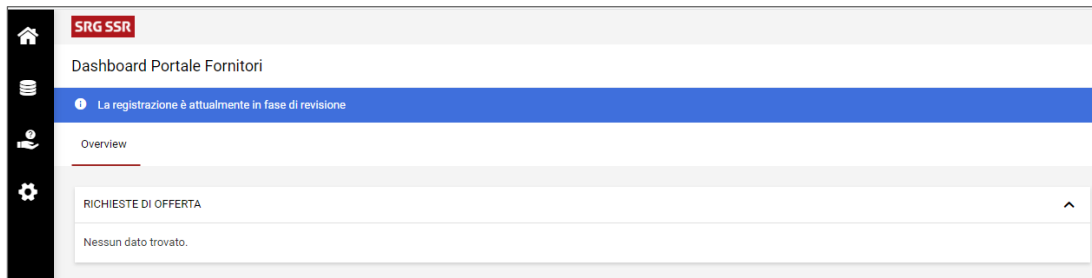 SRG SSR
Dashboard Portale Fornitori
La registrazione è attualmente in fase di revisione
Overview
RICHIESTE DI OFFERTA
Nessun dato trovato.